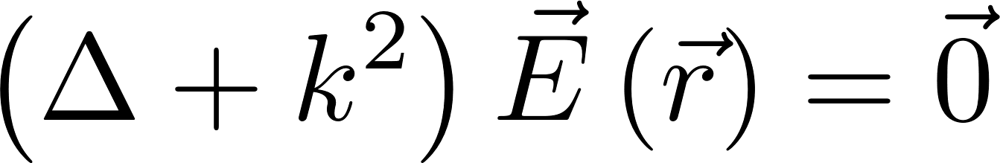 (Δ + k²) E⃗ (r⃗) = 0⃗